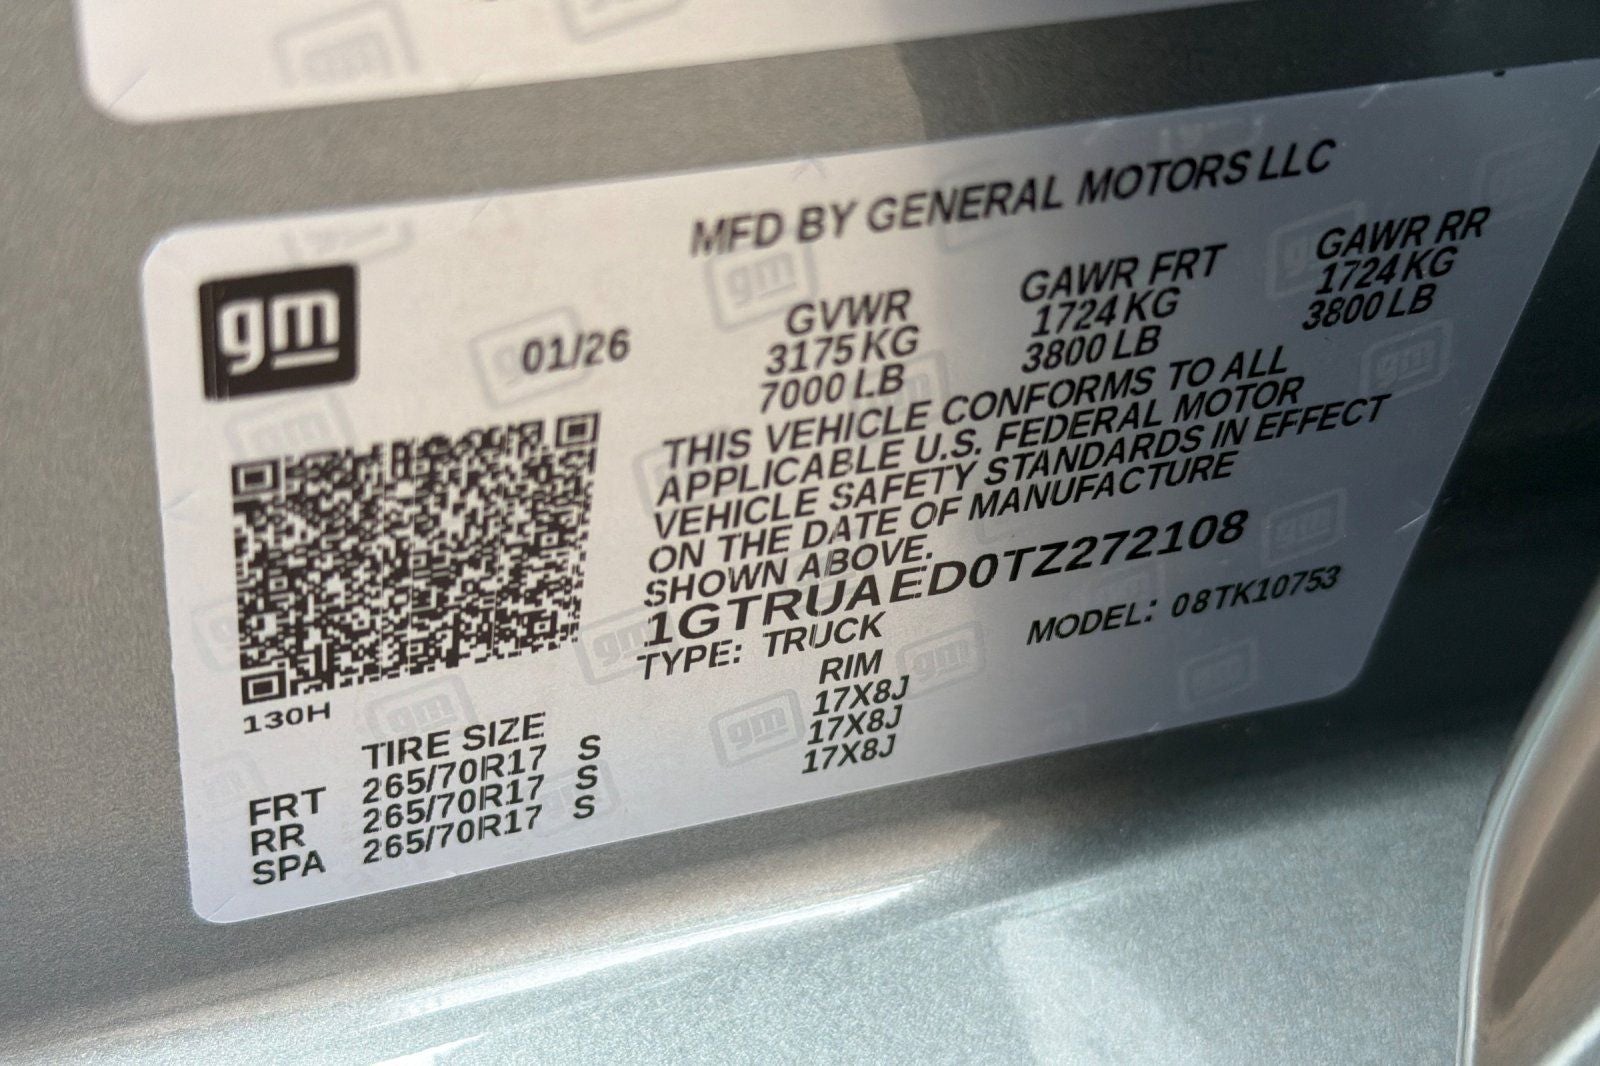 MFD BY GENERAL MOTORS LLC
gm
01/26
GVWR GAWR FRT GAWR RR
3175 KG 1724 KG 1724 KG
7000 LB 3800 LB 3800 LB
THIS VEHICLE CONFORMS TO ALL
APPLICABLE U.S. FEDERAL MOTOR
VEHICLE SAFETY STANDARDS IN EFFECT
ON THE DATE OF MANUFACTURE
SHOWN ABOVE.
1GTRUAED0TZ272108
TYPE: TRUCK MODEL: 08TK10753
130H
TIRE SIZE RIM
FRT 265/70R17 S 17X8J
RR 265/70R17 S 17X8J
SPA 265/70R17 S 17X8J